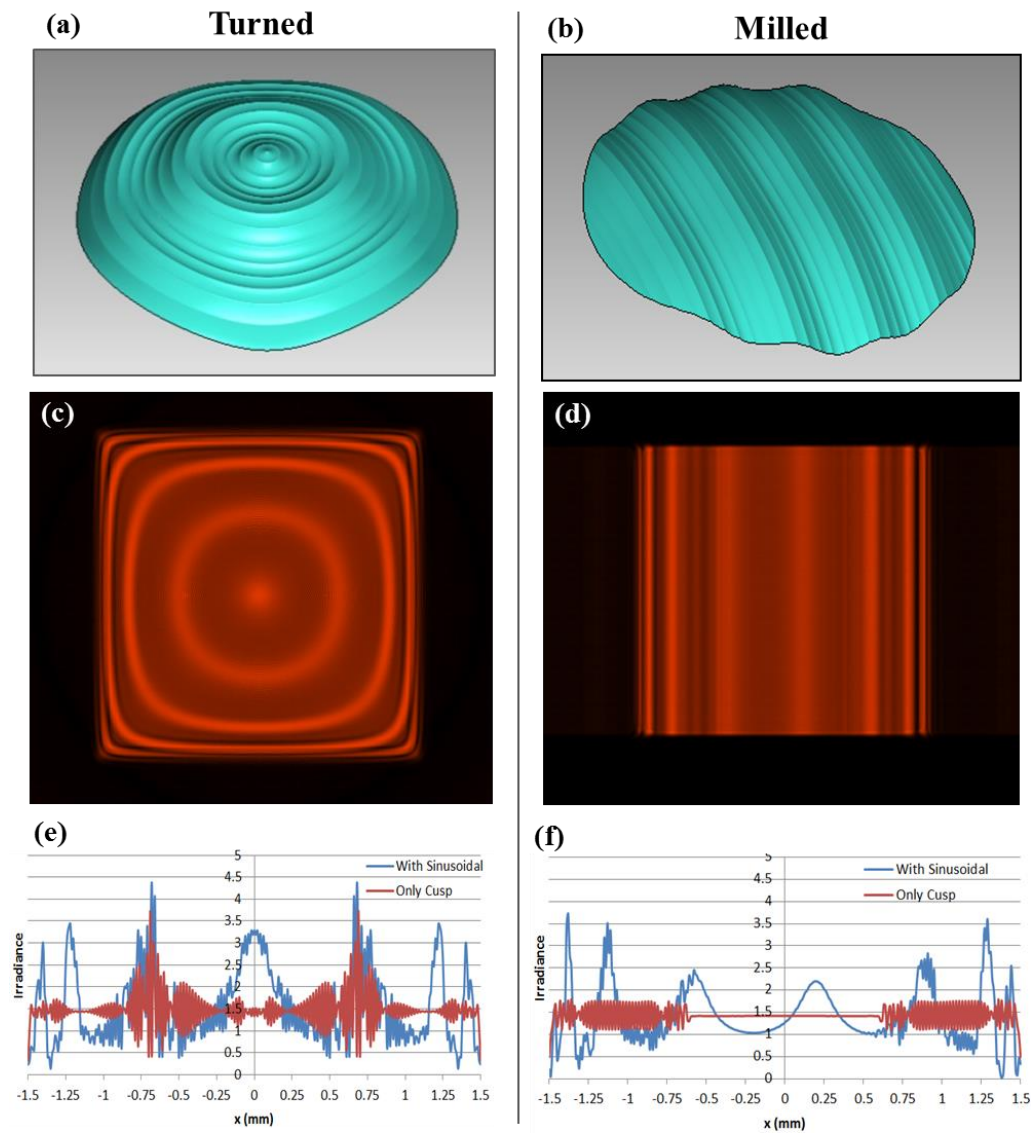 (a) Turned
(b) Milled
(c)
(d)
(e)
With Sinusoidal
Only Cusp
Irradiance
5
4.5
4
3.5
3
2.5
2
1.5
1
0.5
0
-1.5 -1.25 -1 -0.75 -0.5 -0.25 0 0.25 0.5 0.75 1 1.25 1.5
x (mm)
(f)
With Sinusoidal
Only Cusp
Irradiance
5
4.5
4
3.5
3
2.5
2
1.5
1
0.5
0
-1.5 -1.25 -1 -0.75 -0.5 -0.25 0 0.25 0.5 0.75 1 1.25 1.5
x (mm)